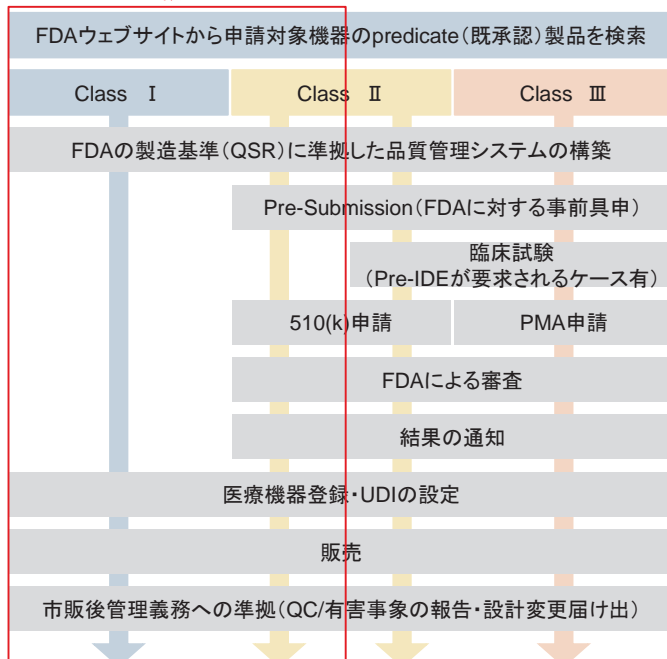 FDAウェブサイトから申請対象機器のpredicate(既承認)製品を検索
Class Ⅰ
Class Ⅱ
Class Ⅲ
FDAの製造基準(QSR)に準拠した品質管理システムの構築
Pre-Submission(FDAに対する事前具申)
臨床試験
(Pre-IDEが要求されるケース有)
510(k)申請
PMA申請
FDAによる審査
結果の通知
医療機器登録・UDIの設定
販売
市販後管理義務への準拠(QC/有害事象の報告・設計変更届け出)